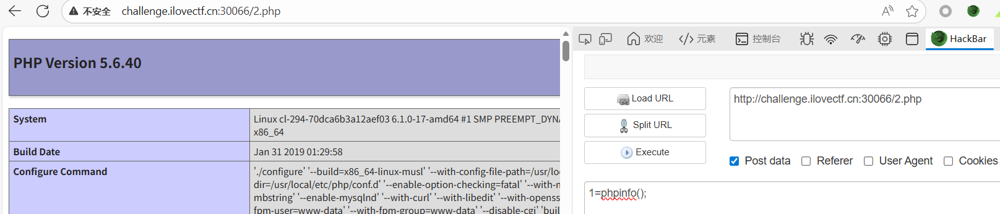 不安全 challenge.ilovectf.cn:30066/2.php
欢迎 元素 控制台 HackBar
PHP Version 5.6.40
System Linux cl-294-70dca6b3a12aef03 6.1.0-17-amd64 #1 SMP PREEMPT_DYNA
x86_64
Build Date Jan 31 2019 01:29:58
Configure Command './configure' '--build=x86_64-linux-musl' '--with-config-file-path=/usr/loc
dir=/usr/local/etc/php/conf.d' '--enable-option-checking=fatal' '--with-m
mbstring' '--enable-mysqlnd' '--with-curl' '--with-libedit' '--with-openss
fpm-user=www-data' '--with-fpm-group=www-data' '--disable-cgi' 'buil
Load URL
Split URL
Execute
http://challenge.ilovectf.cn:30066/2.php
Post data Referer User Agent Cookies
1=phpinfo();